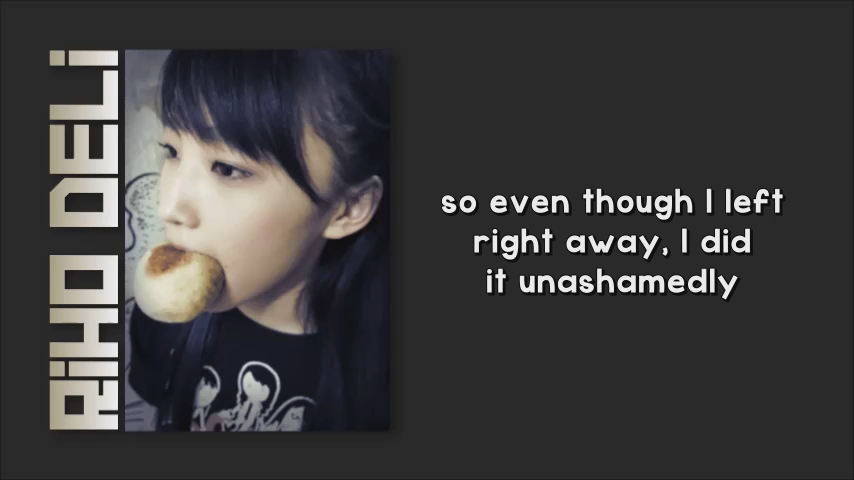 RiHO DELi
so even though I left
right away, I did
it unashamedly